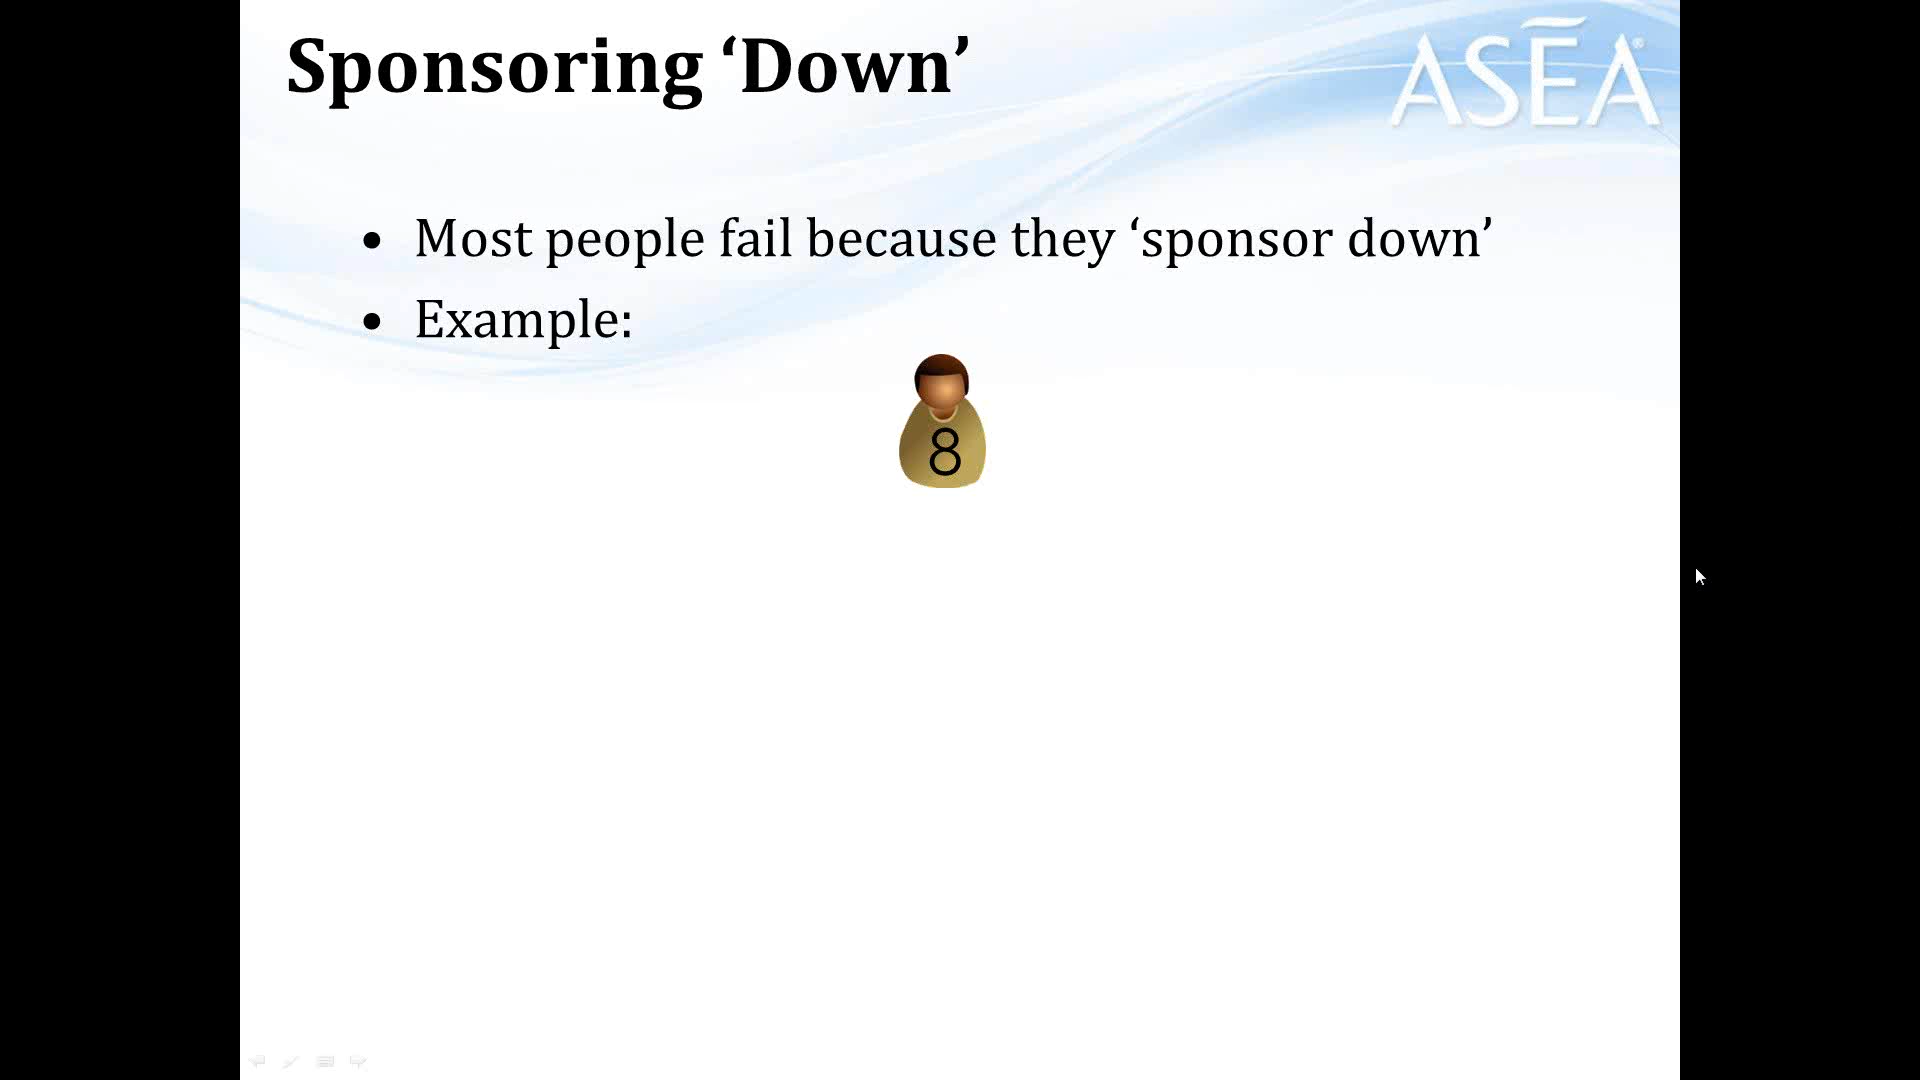 Sponsoring ‘Down’
ASEA®
• Most people fail because they ‘sponsor down’
• Example:
8